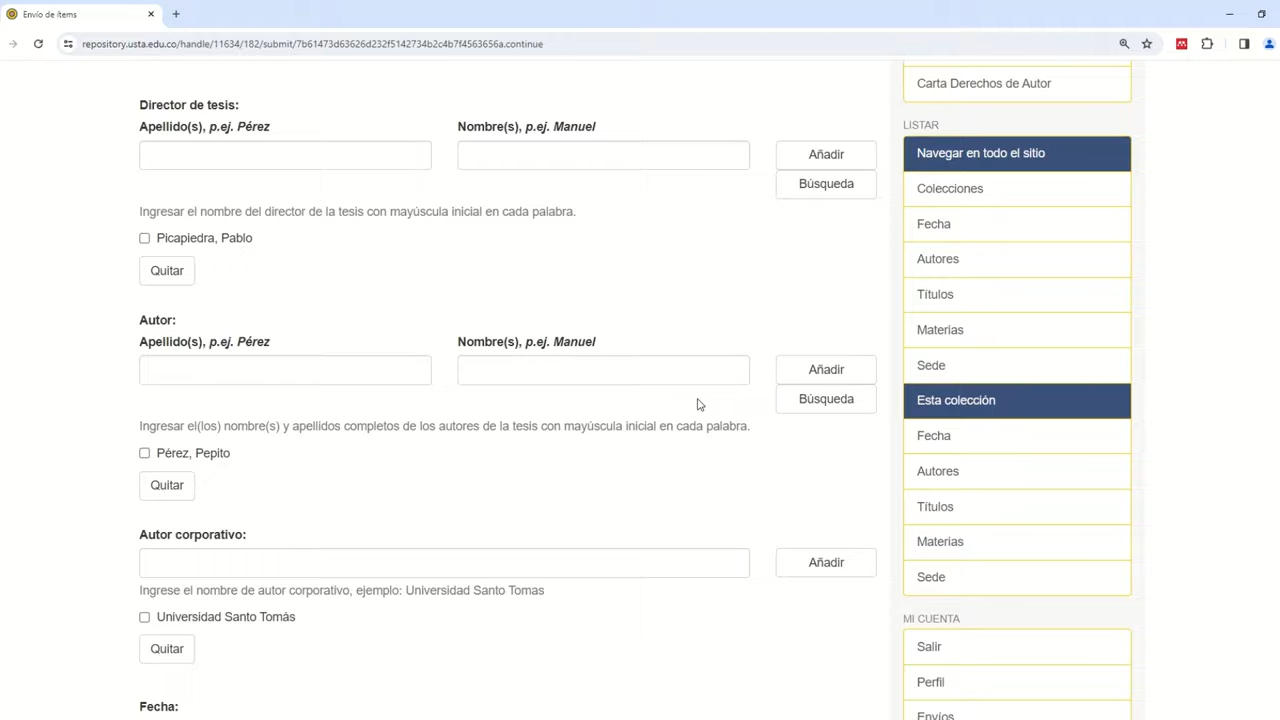 Envío de ítems
repository.usta.edu.co/handle/11634/182/submit/7b61473d63626d232f5142734b2c4b7f4563656a.continue
Director de tesis:
Apellido(s), p.ej. Pérez
Nombre(s), p.ej. Manuel
Añadir
Búsqueda
Ingresar el nombre del director de la tesis con mayúscula inicial en cada palabra.
Picapiedra, Pablo
Quitar
Autor:
Apellido(s), p.ej. Pérez
Nombre(s), p.ej. Manuel
Añadir
Búsqueda
Ingresar el(los) nombre(s) y apellidos completos de los autores de la tesis con mayúscula inicial en cada palabra.
Pérez, Pepito
Quitar
Autor corporativo:
Añadir
Ingrese el nombre de autor corporativo, ejemplo: Universidad Santo Tomas
Universidad Santo Tomás
Quitar
Fecha:
Carta Derechos de Autor
LISTAR
Navegar en todo el sitio
Colecciones
Fecha
Autores
Títulos
Materias
Sede
Esta colección
Fecha
Autores
Títulos
Materias
Sede
MI CUENTA
Salir
Perfil
Envíos